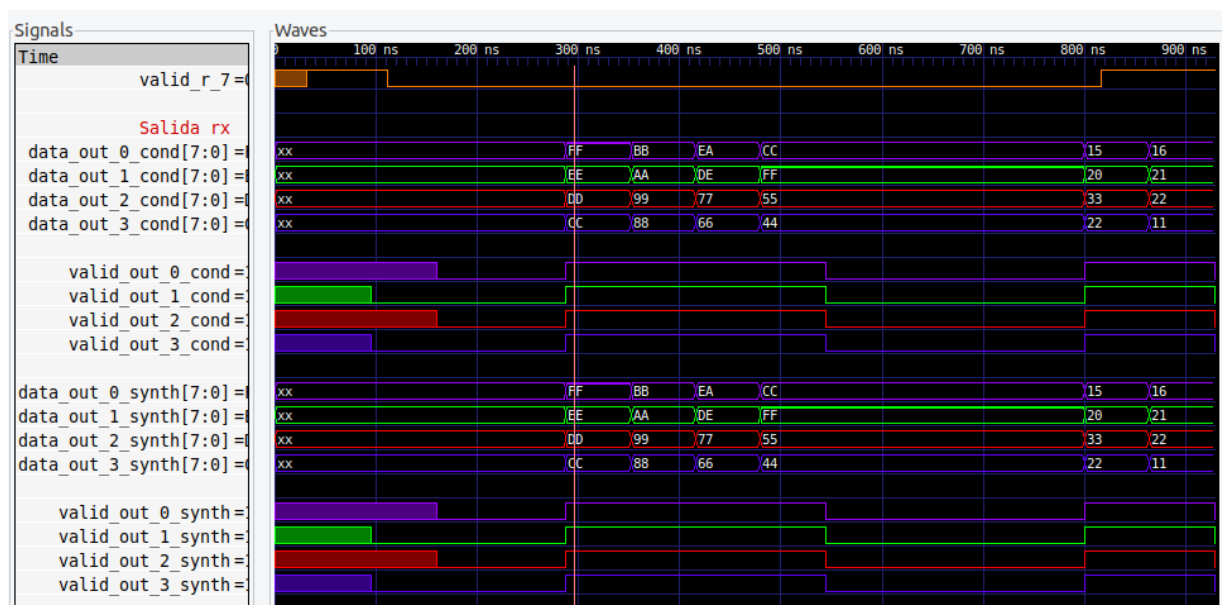 Signals Waves
Time 100 ns 200 ns 300 ns 400 ns 500 ns 600 ns 700 ns 800 ns 900 ns
valid_r_7 =
Salida rx
data_out_0_cond[7:0] = xx FF BB EA CC 15 16
data_out_1_cond[7:0] = xx EE AA DE FF 20 21
data_out_2_cond[7:0] = xx DD 99 77 55 33 22
data_out_3_cond[7:0] = xx CC 88 66 44 22 11
valid_out_0_cond =
valid_out_1_cond =
valid_out_2_cond =
valid_out_3_cond =
data_out_0_synth[7:0] = xx FF BB EA CC 15 16
data_out_1_synth[7:0] = xx EE AA DE FF 20 21
data_out_2_synth[7:0] = xx DD 99 77 55 33 22
data_out_3_synth[7:0] = xx CC 88 66 44 22 11
valid_out_0_synth =
valid_out_1_synth =
valid_out_2_synth =
valid_out_3_synth =